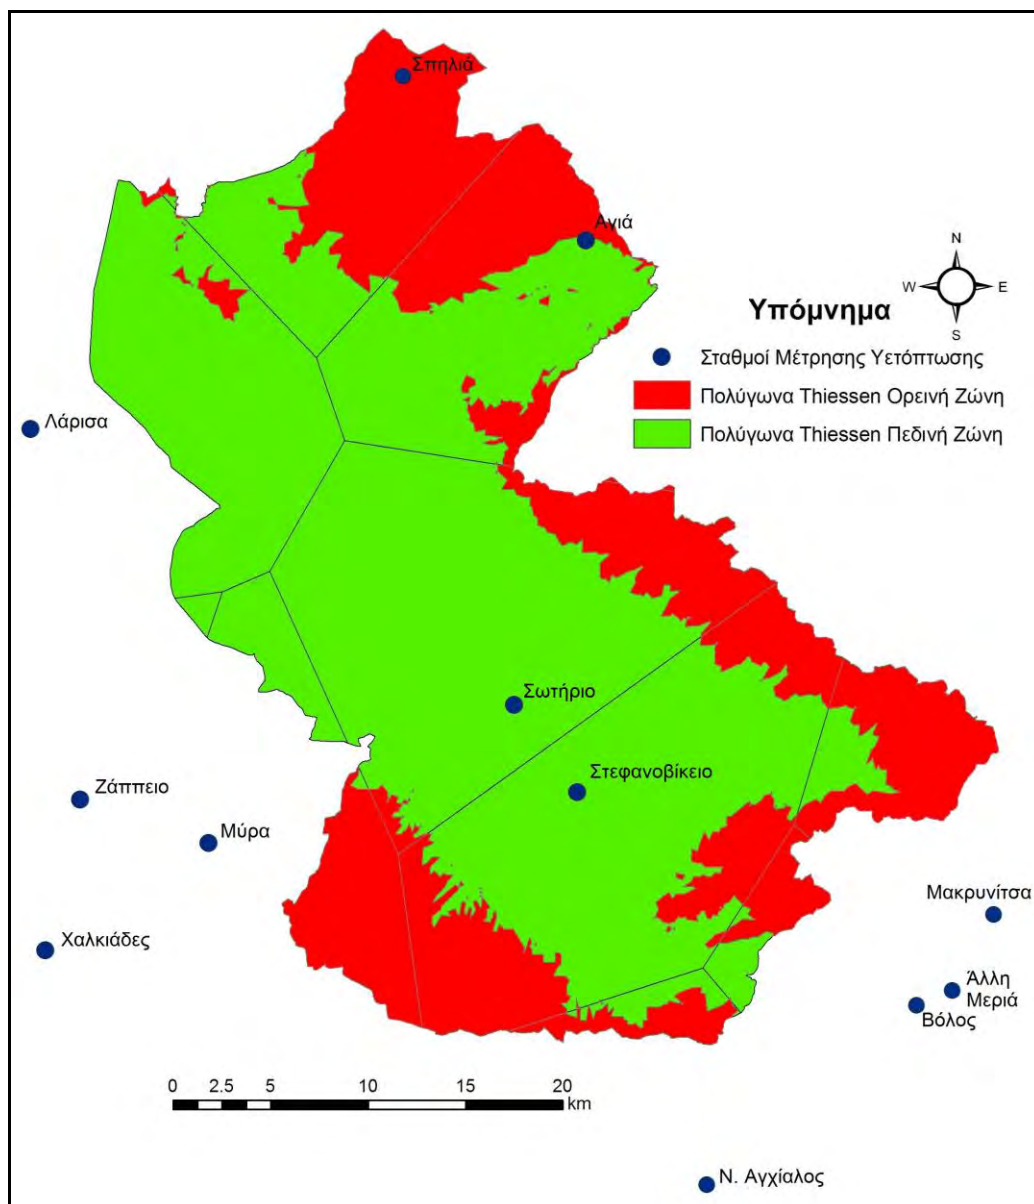 Σπηλιά
Αγιά
N
W
E
S
Υπόμνημα
Σταθμοί Μέτρησης Υετόπτωσης
Πολύγωνα Thiessen Ορεινή Ζώνη
Πολύγωνα Thiessen Πεδινή Ζώνη
Λάρισα
Σωτήριο
Στεφανοβίκειο
Ζάππειο
Μύρα
Μακρυνίτσα
Χαλκιάδες
Άλλη
Μεριά
Βόλος
0 2.5 5 10 15 20
km
Ν. Αγχίαλος